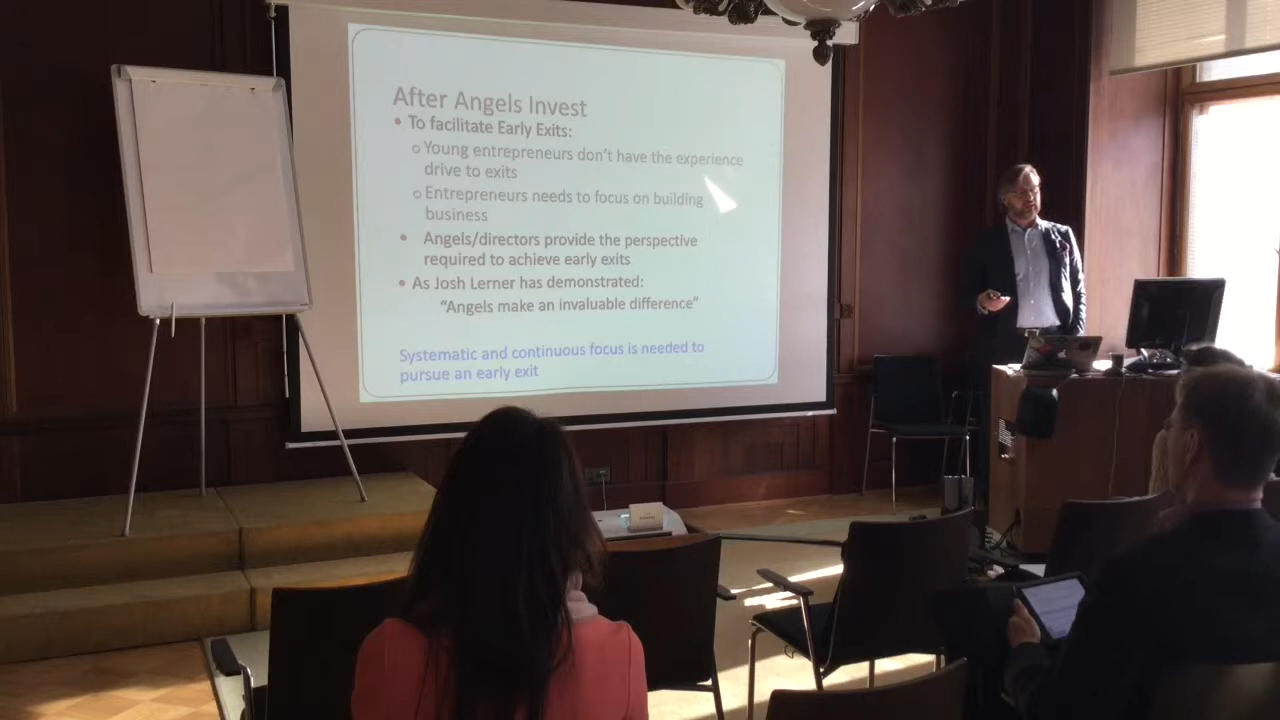 After Angels Invest
• To facilitate Early Exits:
o Young entrepreneurs don't have the experience
drive to exits
o Entrepreneurs needs to focus on building
business
• Angels/directors provide the perspective
required to achieve early exits
• As Josh Lerner has demonstrated:
“Angels make an invaluable difference”
Systematic and continuous focus is needed to
pursue an early exit